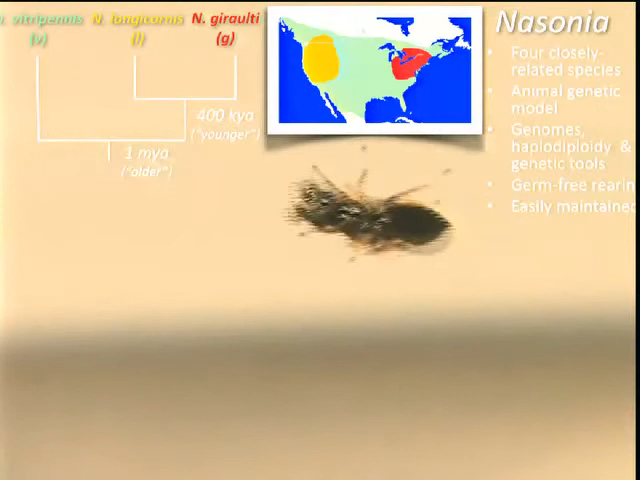 vitripennis N. longicornis N. giraulti
(v) (l) (g)
400 kya
("younger")
1 mya
("older")
Nasonia
• Four closely-
related species
• Animal genetic
model
• Genomes,
haplodiploidy &
genetic tools
• Germ-free rearin
• Easily maintained